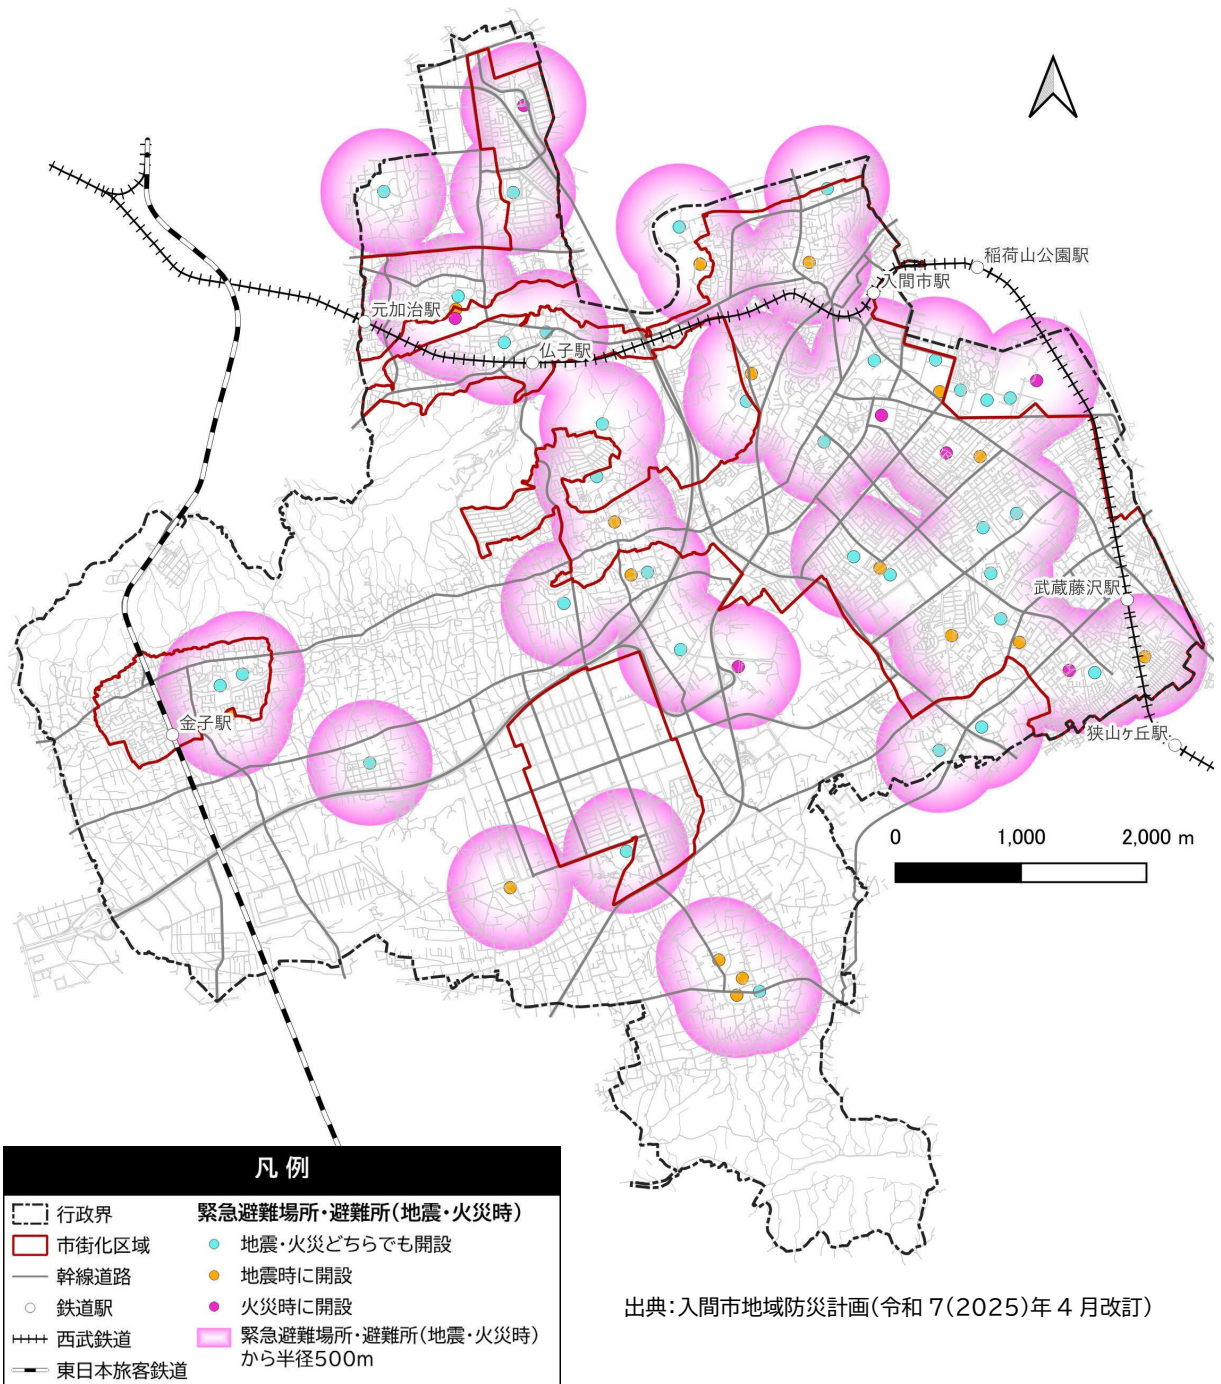 稲荷山公園駅
入間市駅
元加治駅
仏子駅
武蔵藤沢駅
金子駅
狭山ヶ丘駅
0 1,000 2,000 m
凡 例
行政界
市街化区域
幹線道路
鉄道駅
西武鉄道
東日本旅客鉄道
緊急避難場所・避難所(地震・火災時)
地震・火災どちらでも開設
地震時に開設
火災時に開設
緊急避難場所・避難所(地震・火災時)
から半径500m
出典:入間市地域防災計画(令和 7(2025)年 4 月改訂)